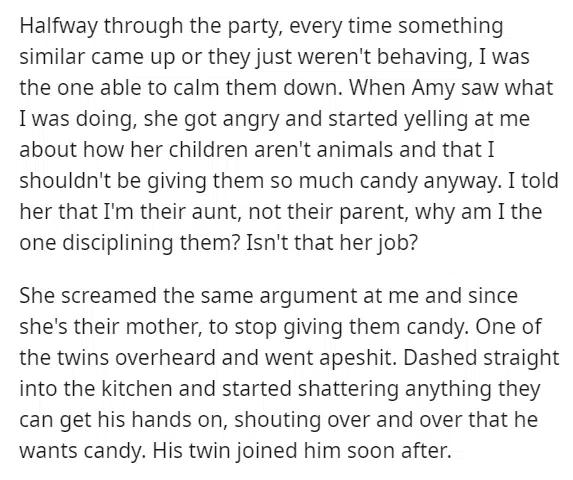 Halfway through the party, every time something
similar came up or they just weren't behaving, I was
the one able to calm them down. When Amy saw what
I was doing, she got angry and started yelling at me
about how her children aren't animals and that I
shouldn't be giving them so much candy anyway. I told
her that I'm their aunt, not their parent, why am I the
one disciplining them? Isn't that her job?
She screamed the same argument at me and since
she's their mother, to stop giving them candy. One of
the twins overheard and went apeshit. Dashed straight
into the kitchen and started shattering anything they
can get his hands on, shouting over and over that he
wants candy. His twin joined him soon after.